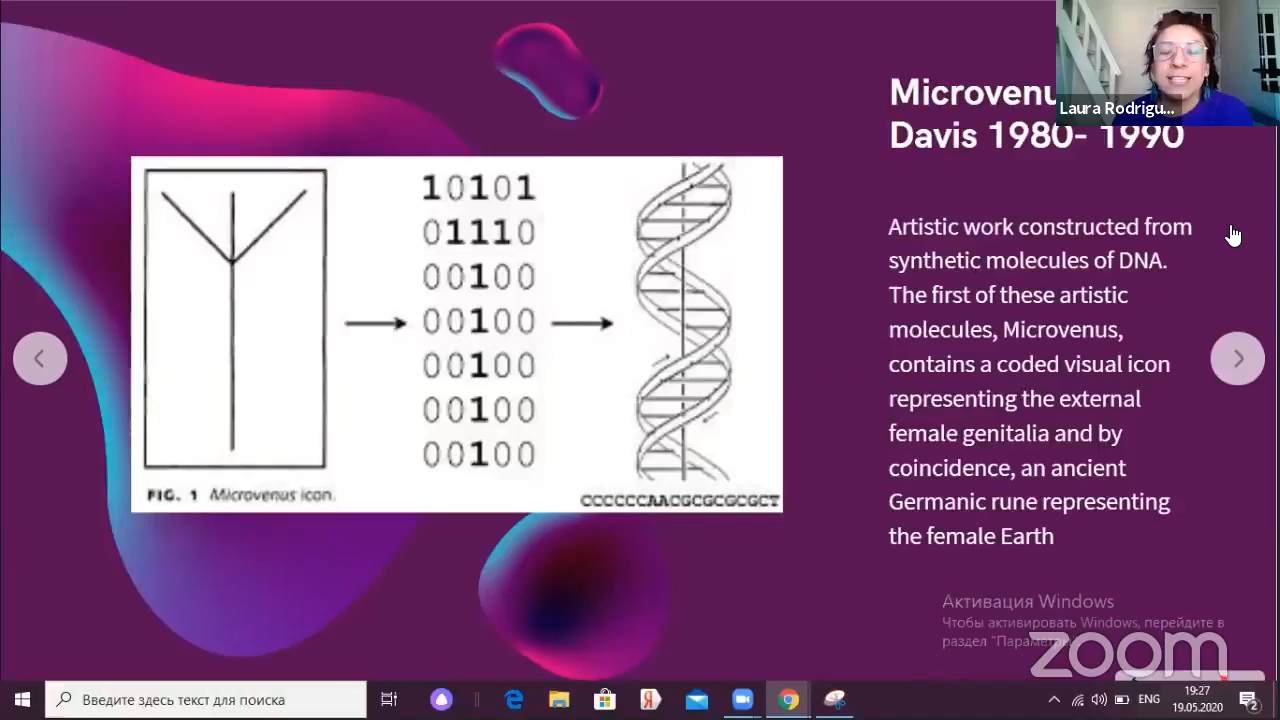 Microvenu
Davis 1980- 1990
Laura Rodrigu...
Artistic work constructed from
synthetic molecules of DNA.
The first of these artistic
molecules, Microvenus,
contains a coded visual icon
representing the external
female genitalia and by
coincidence, an ancient
Germanic rune representing
the female Earth
10101
01110
00100
00100
00100
00100
00100
FIG. 1 Microvenus icon.
CCCCCCAACGCGCGCGCT
Активация Windows
Чтобы активировать Windows, перейдите в
раздел "Параметры
zoom
Введите здесь текст для поиска
ENG
19:27
19.05.2020
2